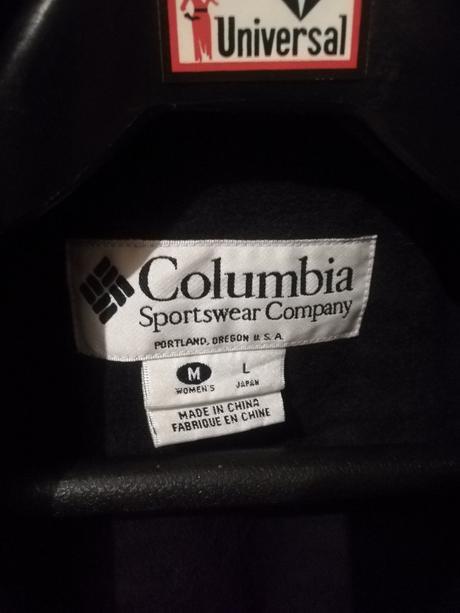 Universal
Columbia
Sportswear Company
PORTLAND, OREGON U.S.A.
M L
WOMEN'S JAPAN
MADE IN CHINA
FABRIQUE EN CHINE